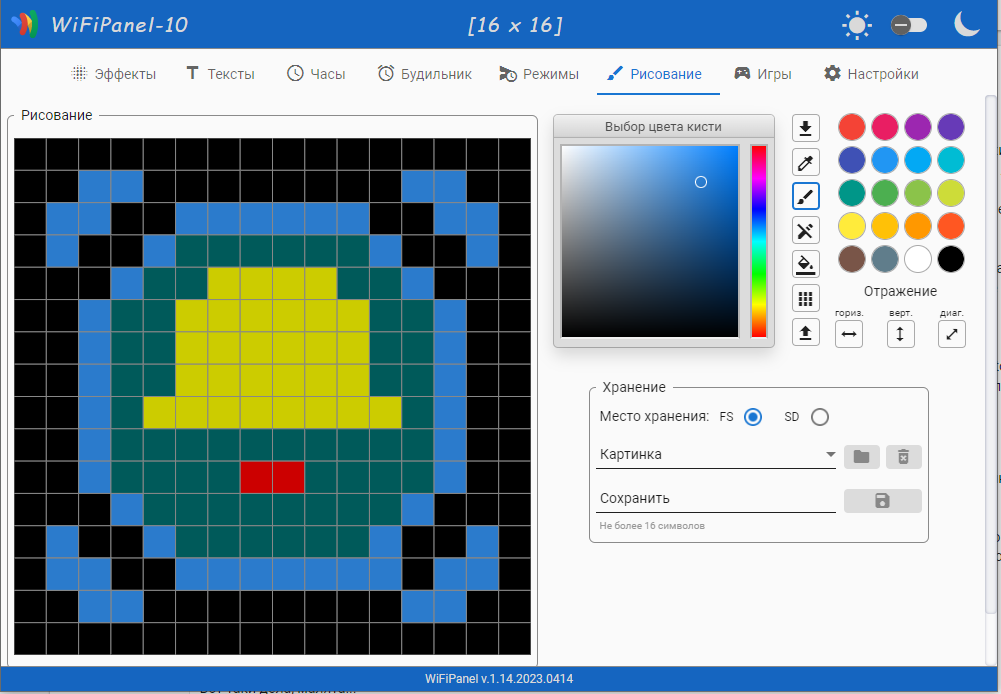 WiFiPanel-10
[16 x 16]
Эффекты
Тексты
Часы
Будильник
Режимы
Рисование
Игры
Настройки
Рисование
Выбор цвета кисти
Отражение
гориз.
верт.
диаг.
Хранение
Место хранения:
FS
SD
Картинка
Сохранить
Не более 16 символов
WiFiPanel v.1.14.2023.0414